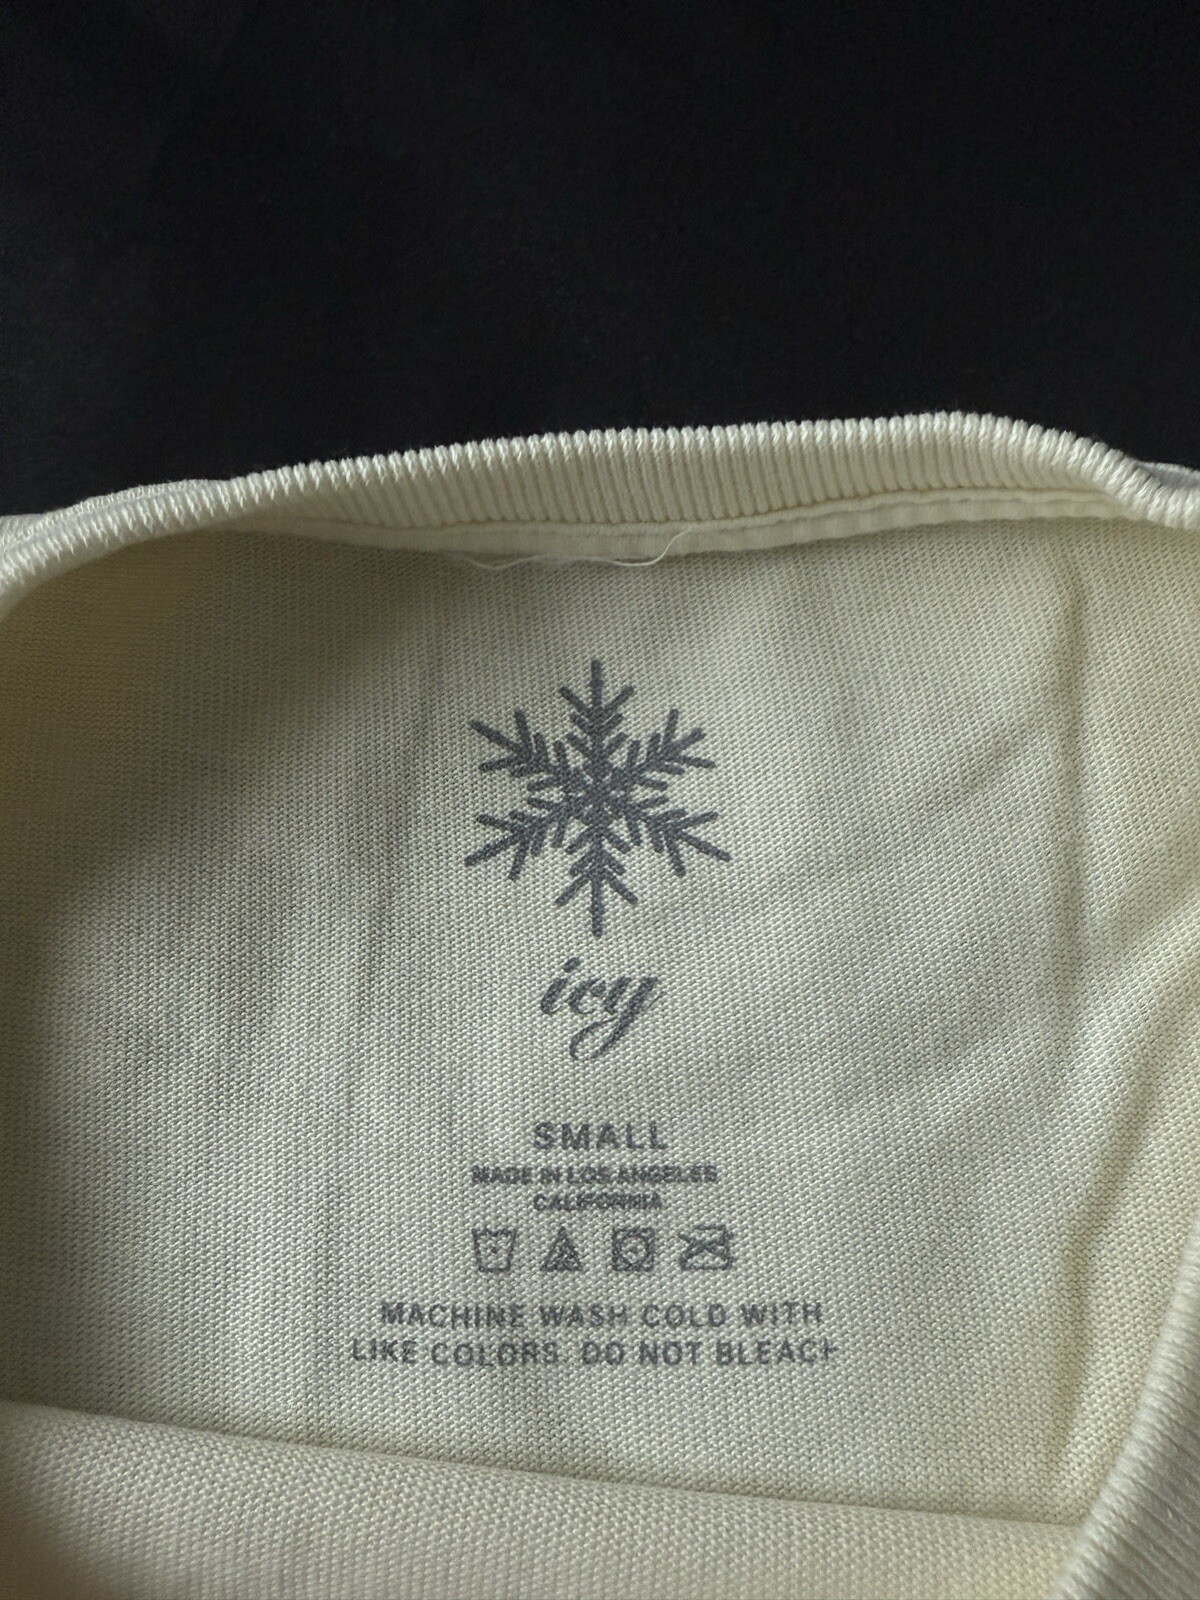 icy
SMALL
MADE IN LOS ANGELES
CALIFORNIA
MACHINE WASH COLD WITH
LIKE COLORS. DO NOT BLEACH